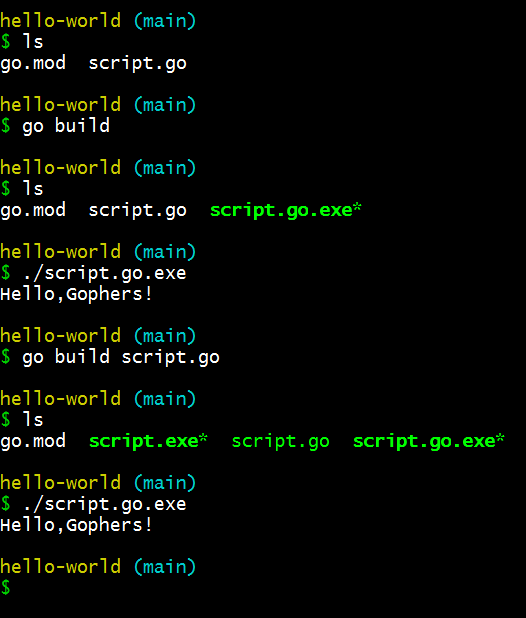 hello-world (main)
$ ls
go.mod  script.go
hello-world (main)
$ go build
hello-world (main)
$ ls
go.mod  script.go  script.go.exe*
hello-world (main)
$ ./script.go.exe
Hello,Gophers!
hello-world (main)
$ go build script.go
hello-world (main)
$ ls
go.mod  script.exe*  script.go  script.go.exe*
hello-world (main)
$ ./script.go.exe
Hello,Gophers!
hello-world (main)
$